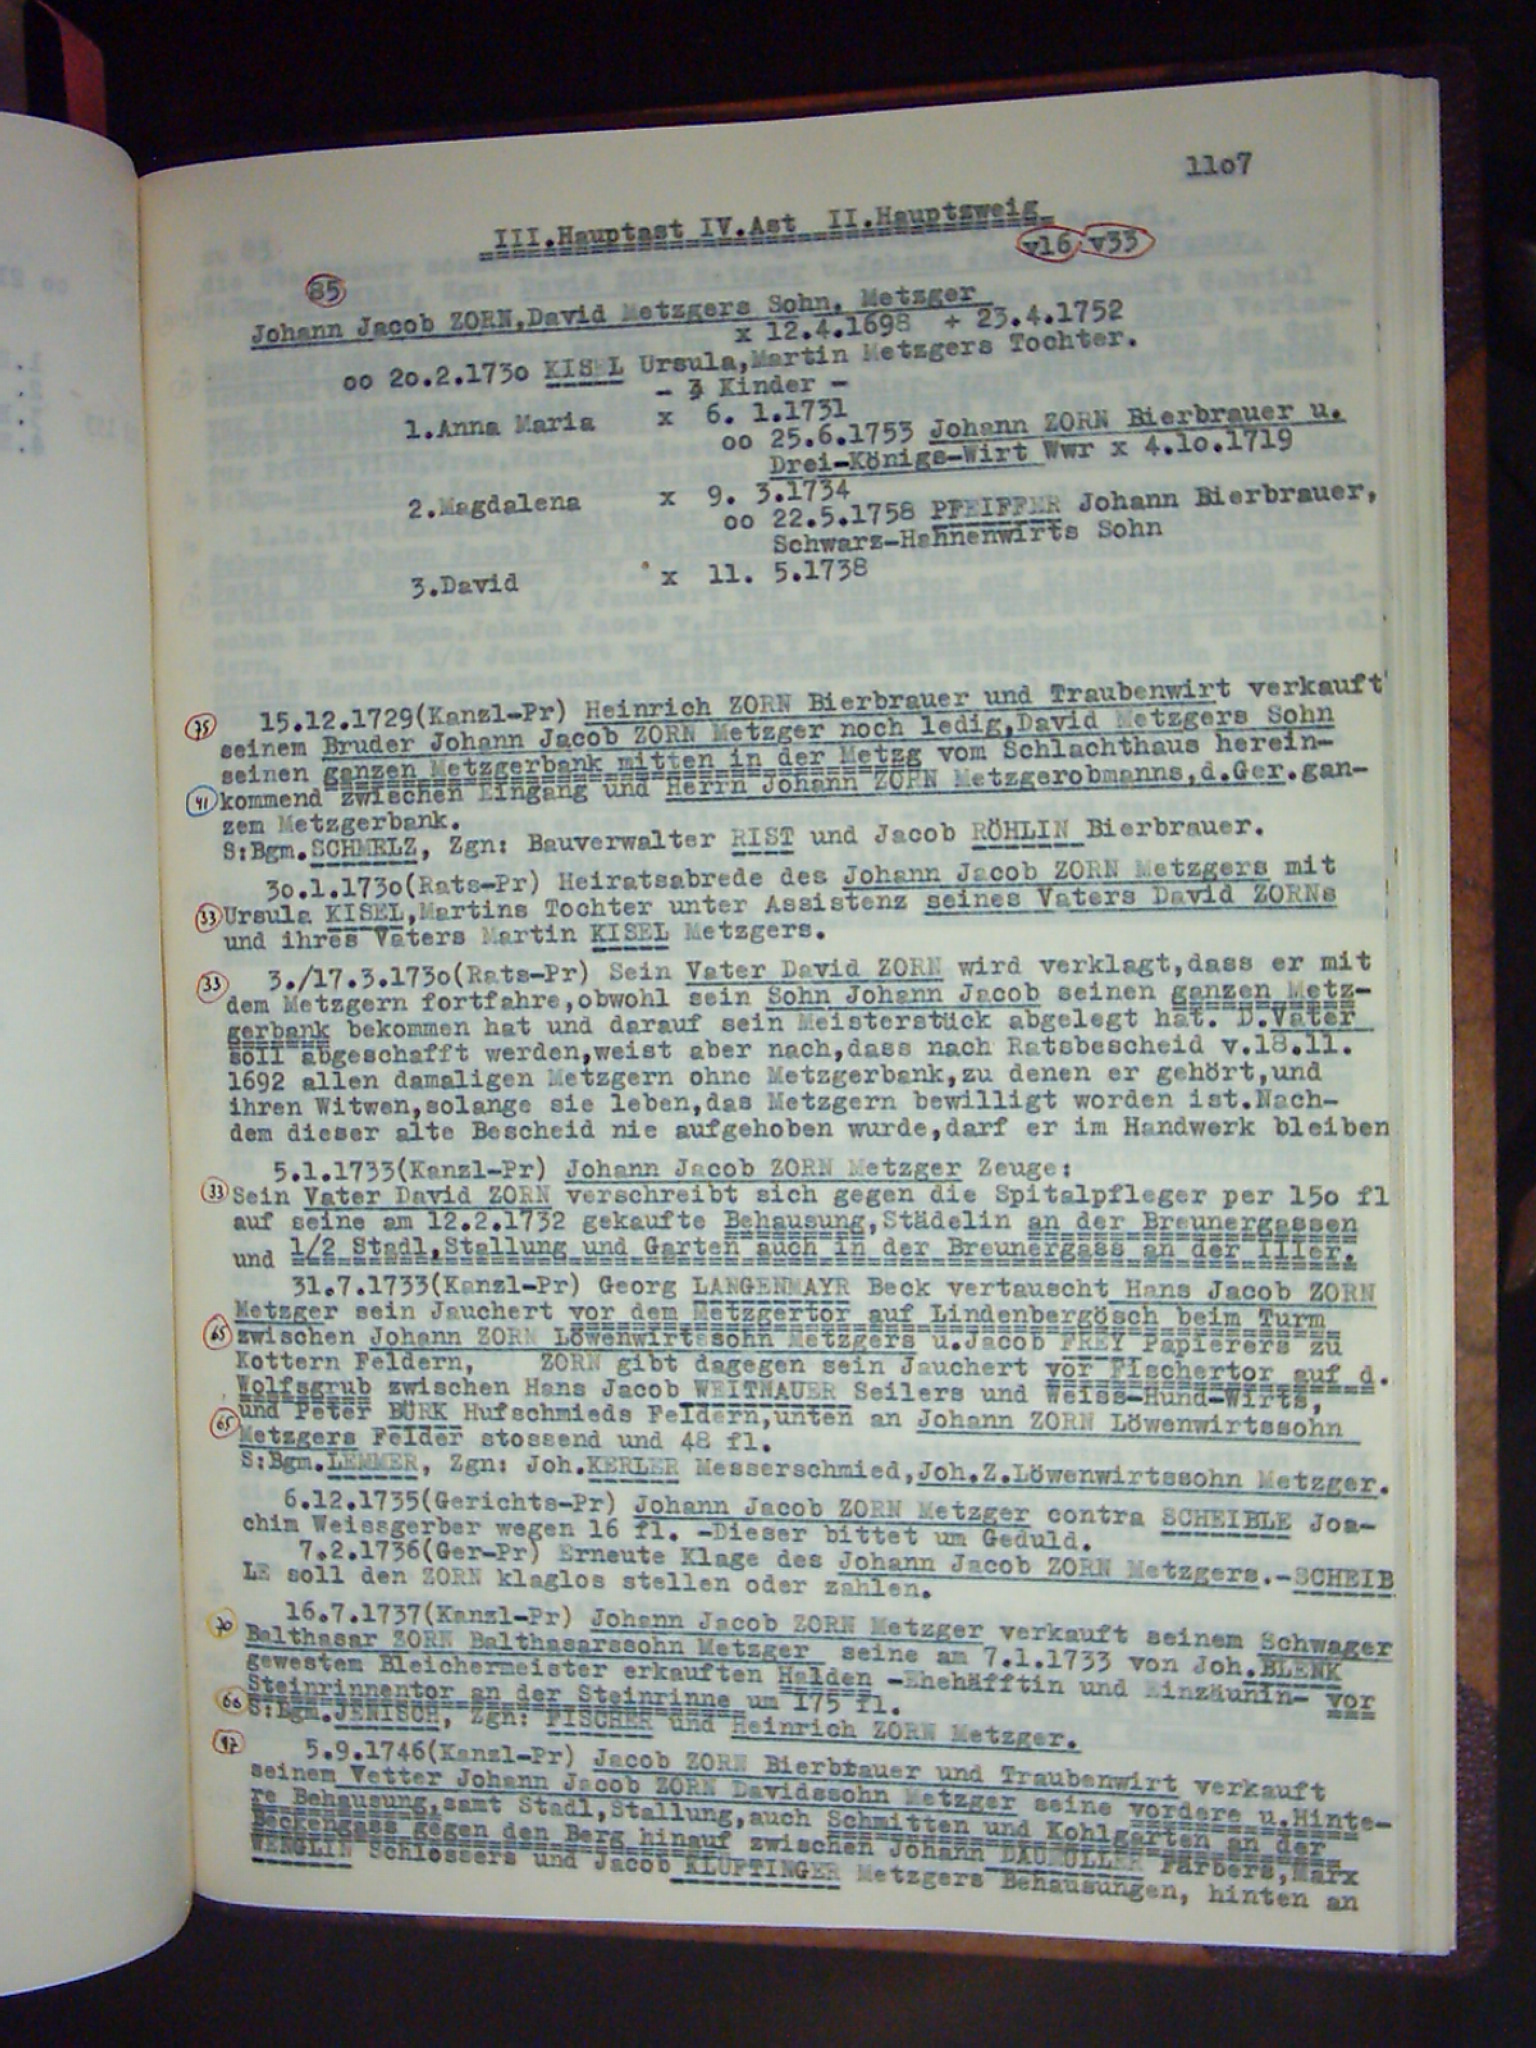 11o7
III.Hauptast IV.Ast II.Hauptzweig
v16 v33
85
Johann Jacob ZORN,David Metzgers Sohn, Metzger
x 12.4.1698 + 23.4.1752
oo 2o.2.173o KISEL Ursula,Martin Metzgers Tochter.
- 3 Kinder -
1.Anna Maria x 6. 1.1731
oo 25.6.1753 Johann ZORN Bierbrauer u.
Drei-Königs-Wirt Wwr x 4.1o.1719
2.Magdalena x 9. 3.1734
oo 22.5.1758 PFEIFFER Johann Bierbrauer,
Schwarz-Hahnenwirts Sohn
3.David x 11. 5.1738
75 15.12.1729(Kanzl-Pr) Heinrich ZORN Bierbrauer und Traubenwirt verkauft
seinem Bruder Johann Jacob ZORN Metzger noch ledig,David Metzgers Sohn
seinen ganzen Metzgerbank mitten in der Metzg vom Schlachthaus herein-
41 kommend zwischen Eingang und Herrn Johann ZORN Metzgerobmanns,d.Ger.gan-
zem Metzgerbank.
S:Bgm.SCHMELZ, Zgn: Bauverwalter RIST und Jacob RÖHLIN Bierbrauer.
3o.1.173o(Rats-Pr) Heiratsabrede des Johann Jacob ZORN Metzgers mit
33 Ursula KISEL,Martins Tochter unter Assistenz seines Vaters David ZORNs
und ihres Vaters Martin KISEL Metzgers.
33 3./17.3.173o(Rats-Pr) Sein Vater David ZORN wird verklagt,dass er mit
dem Metzgern fortfahre,obwohl sein Sohn Johann Jacob seinen ganzen Metz-
gerbank bekommen hat und darauf sein Meisterstück abgelegt hat. D.Vater
soll abgeschafft werden,weist aber nach,dass nach Ratsbescheid v.18.11.
1692 allen damaligen Metzgern ohne Metzgerbank,zu denen er gehört,und
ihren Witwen,solange sie leben,das Metzgern bewilligt worden ist.Nach-
dem dieser alte Bescheid nie aufgehoben wurde,darf er im Handwerk bleiben
5.1.1733(Kanzl-Pr) Johann Jacob ZORN Metzger Zeuge:
33 Sein Vater David ZORN verschreibt sich gegen die Spitalpfleger per 15o fl
auf seine am 12.2.1732 gekaufte Behausung,Städelin an der Breunergassen
und 1/2 Stadl,Stallung und Garten auch in der Breunergass an der Iller.
31.7.1733(Kanzl-Pr) Georg LANGENMAYR Beck vertauscht Hans Jacob ZORN
Metzger sein Jauchert vor dem Metzgertor auf Lindenbergösch beim Turm
65 zwischen Johann ZORN Löwenwirtssohn Metzgers u.Jacob FREY Papierers zu
Kottern Feldern, ZORN gibt dagegen sein Jauchert vor Fischertor auf d.
Wolfsgrub zwischen Hans Jacob WEITNAUER Seilers und Weiss-Hund-Wirts,
65 und Peter BÜRK Hufschmieds Feldern,unten an Johann ZORN Löwenwirtssohn
Metzgers Felder stossend und 48 fl.
S:Bgm.LEMMER, Zgn: Joh.KERLER Messerschmied,Joh.Z.Löwenwirtssohn Metzger.
6.12.1735(Gerichts-Pr) Johann Jacob ZORN Metzger contra SCHEIBLE Joa-
chim Weissgerber wegen 16 fl. -Dieser bittet um Geduld.
7.2.1736(Ger-Pr) Erneute Klage des Johann Jacob ZORN Metzgers.-SCHEIB
LE soll den ZORN klaglos stellen oder zahlen.
70 16.7.1737(Kanzl-Pr) Johann Jacob ZORN Metzger verkauft seinem Schwager
Balthasar ZORN Balthasarssohn Metzger seine am 7.1.1733 von Joh.BLENK
gewestem Bleichermeister erkauften Halden -Ehehäfftin und Einzäunin- vor
Steinrinnentor an der Steinrinne um 175 fl.
66 S:Bgm.JENISCH, Zgn: FISCHER und Heinrich ZORN Metzger.
97 5.9.1746(Kanzl-Pr) Jacob ZORN Bierbrauer und Traubenwirt verkauft
seinem Vetter Johann Jacob ZORN Davidssohn Metzger seine vordere u.Hinte-
re Behausung,samt Stadl,Stallung,auch Schmitten und Kohlgarten an der
Beckengass gegen den Berg hinauf zwischen Johann DAUMÜLLER Färbers,Marx
WENGLIN Schlossers und Jacob KLUFTINGER Metzgers Behausungen, hinten an